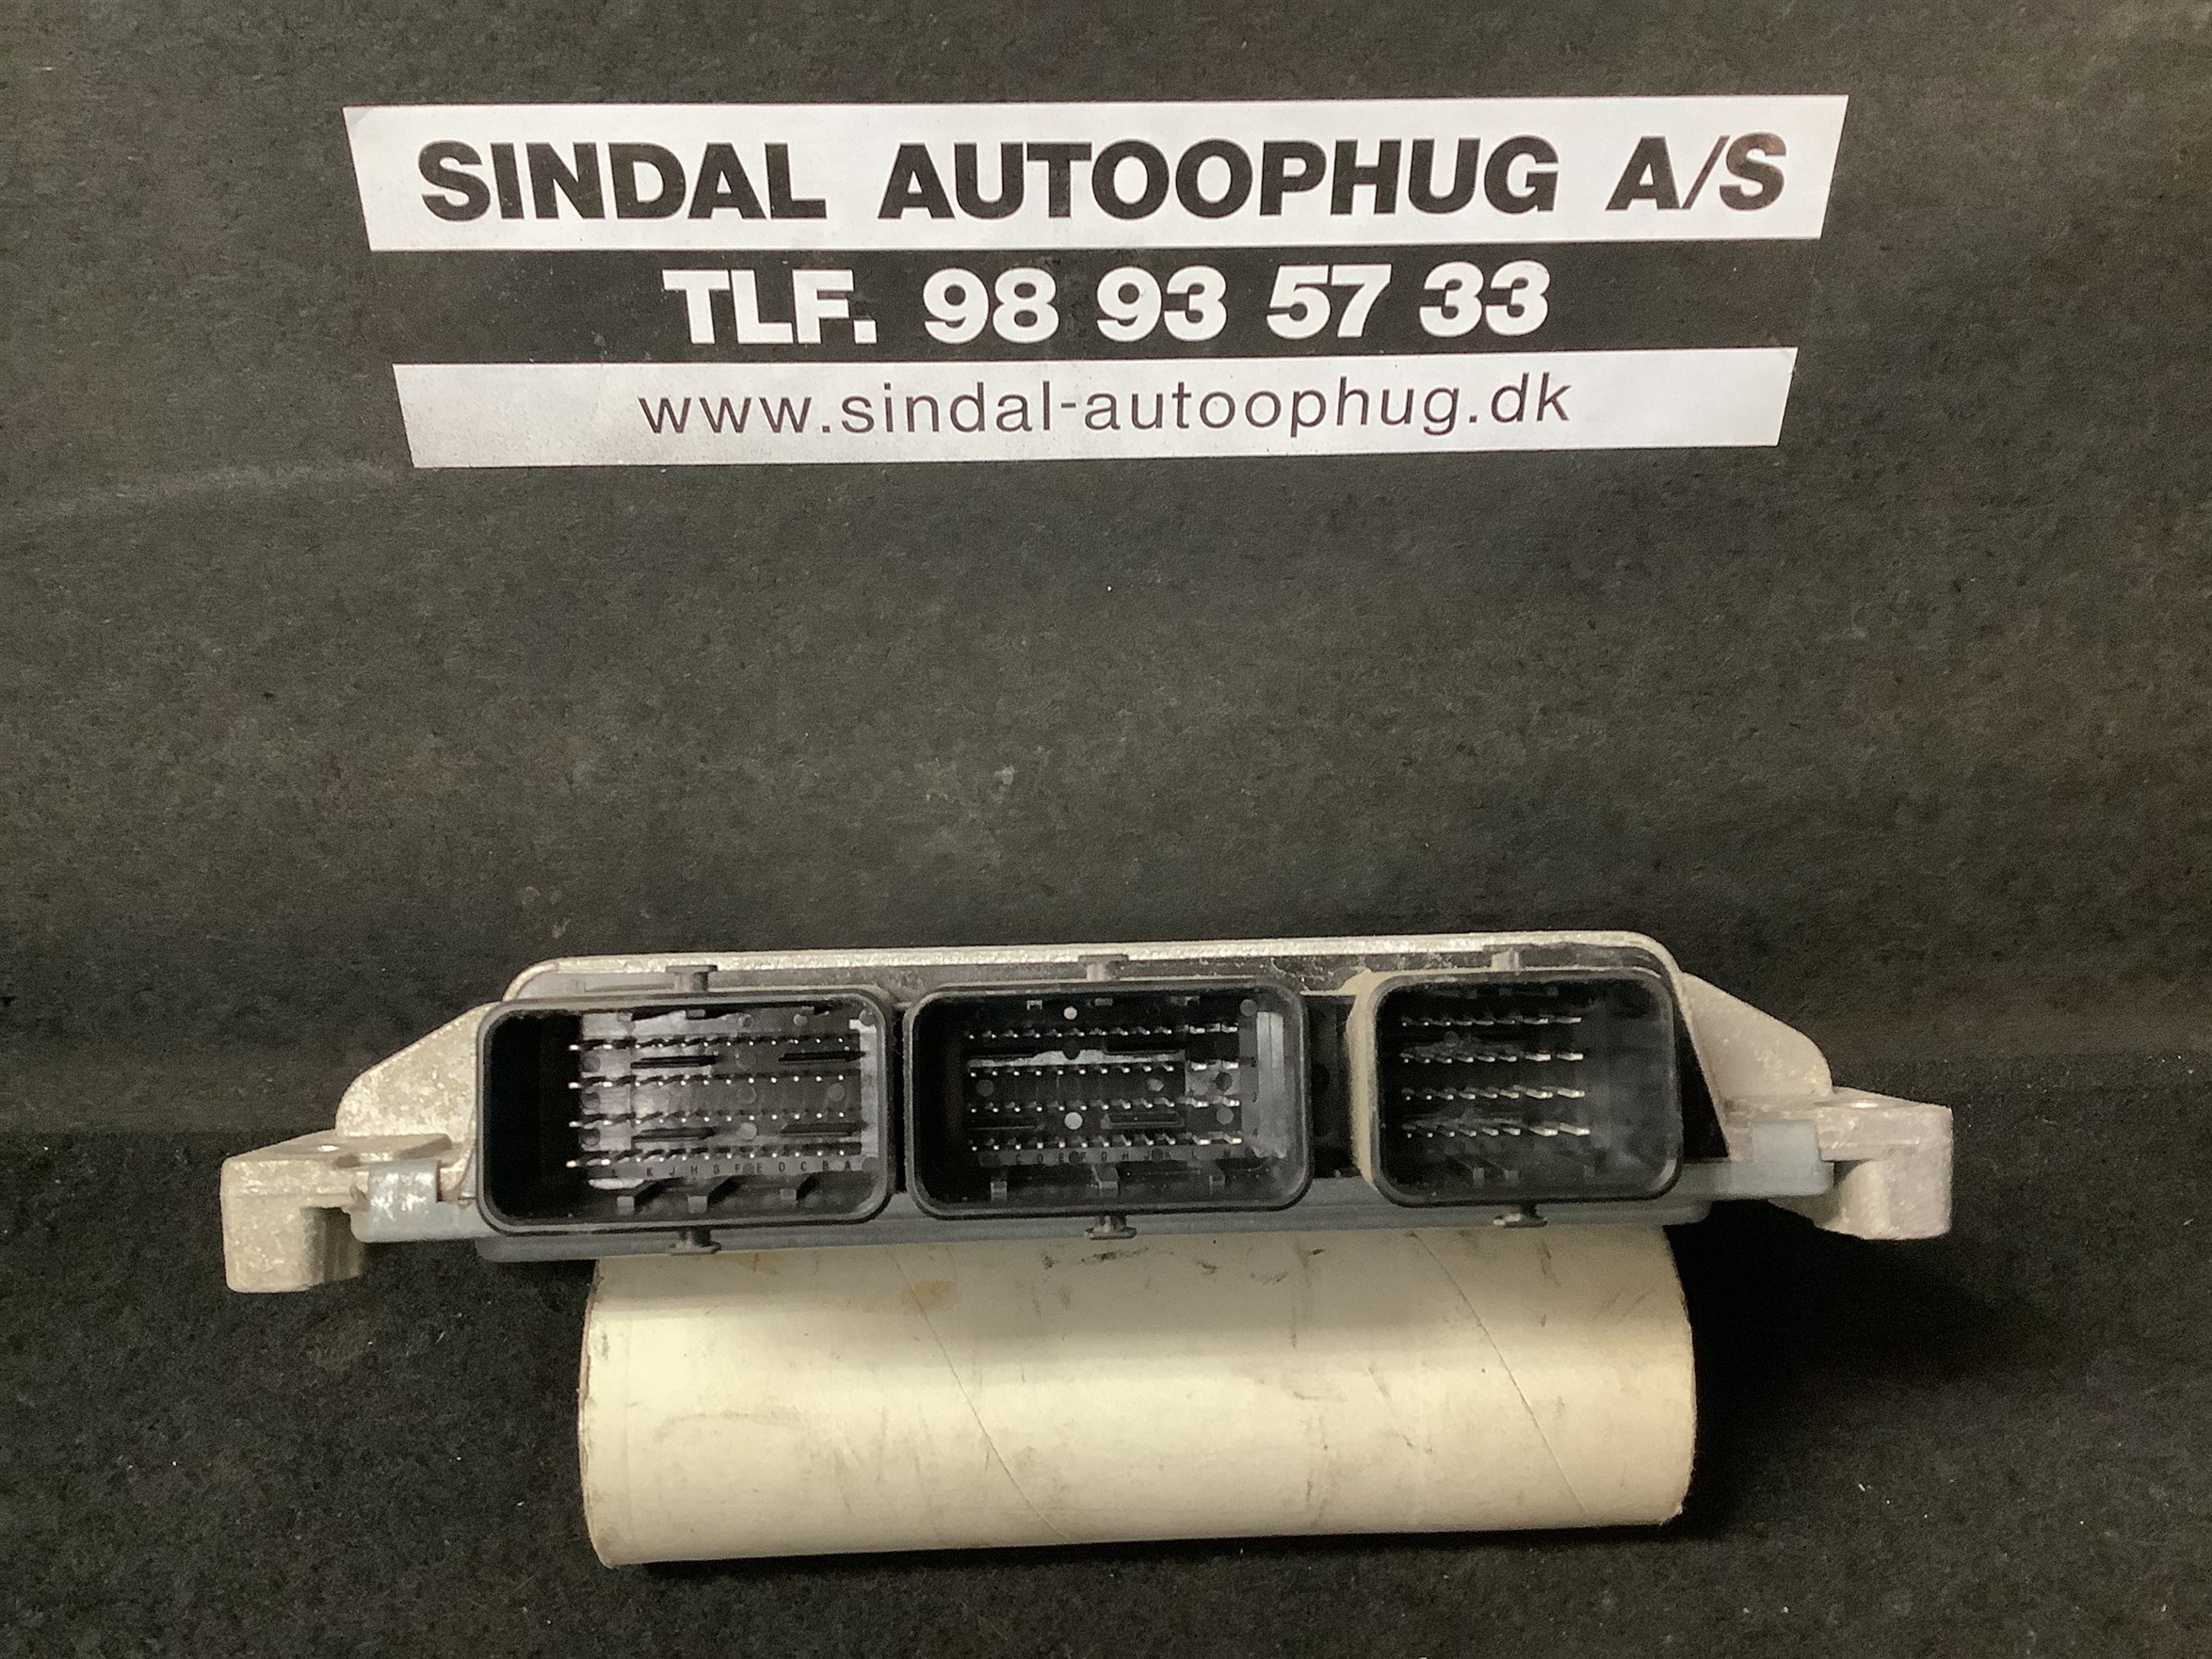 SINDAL AUTOOPHUG A/S
TLF. 98 93 57 33
www.sindal-autoophug.dk